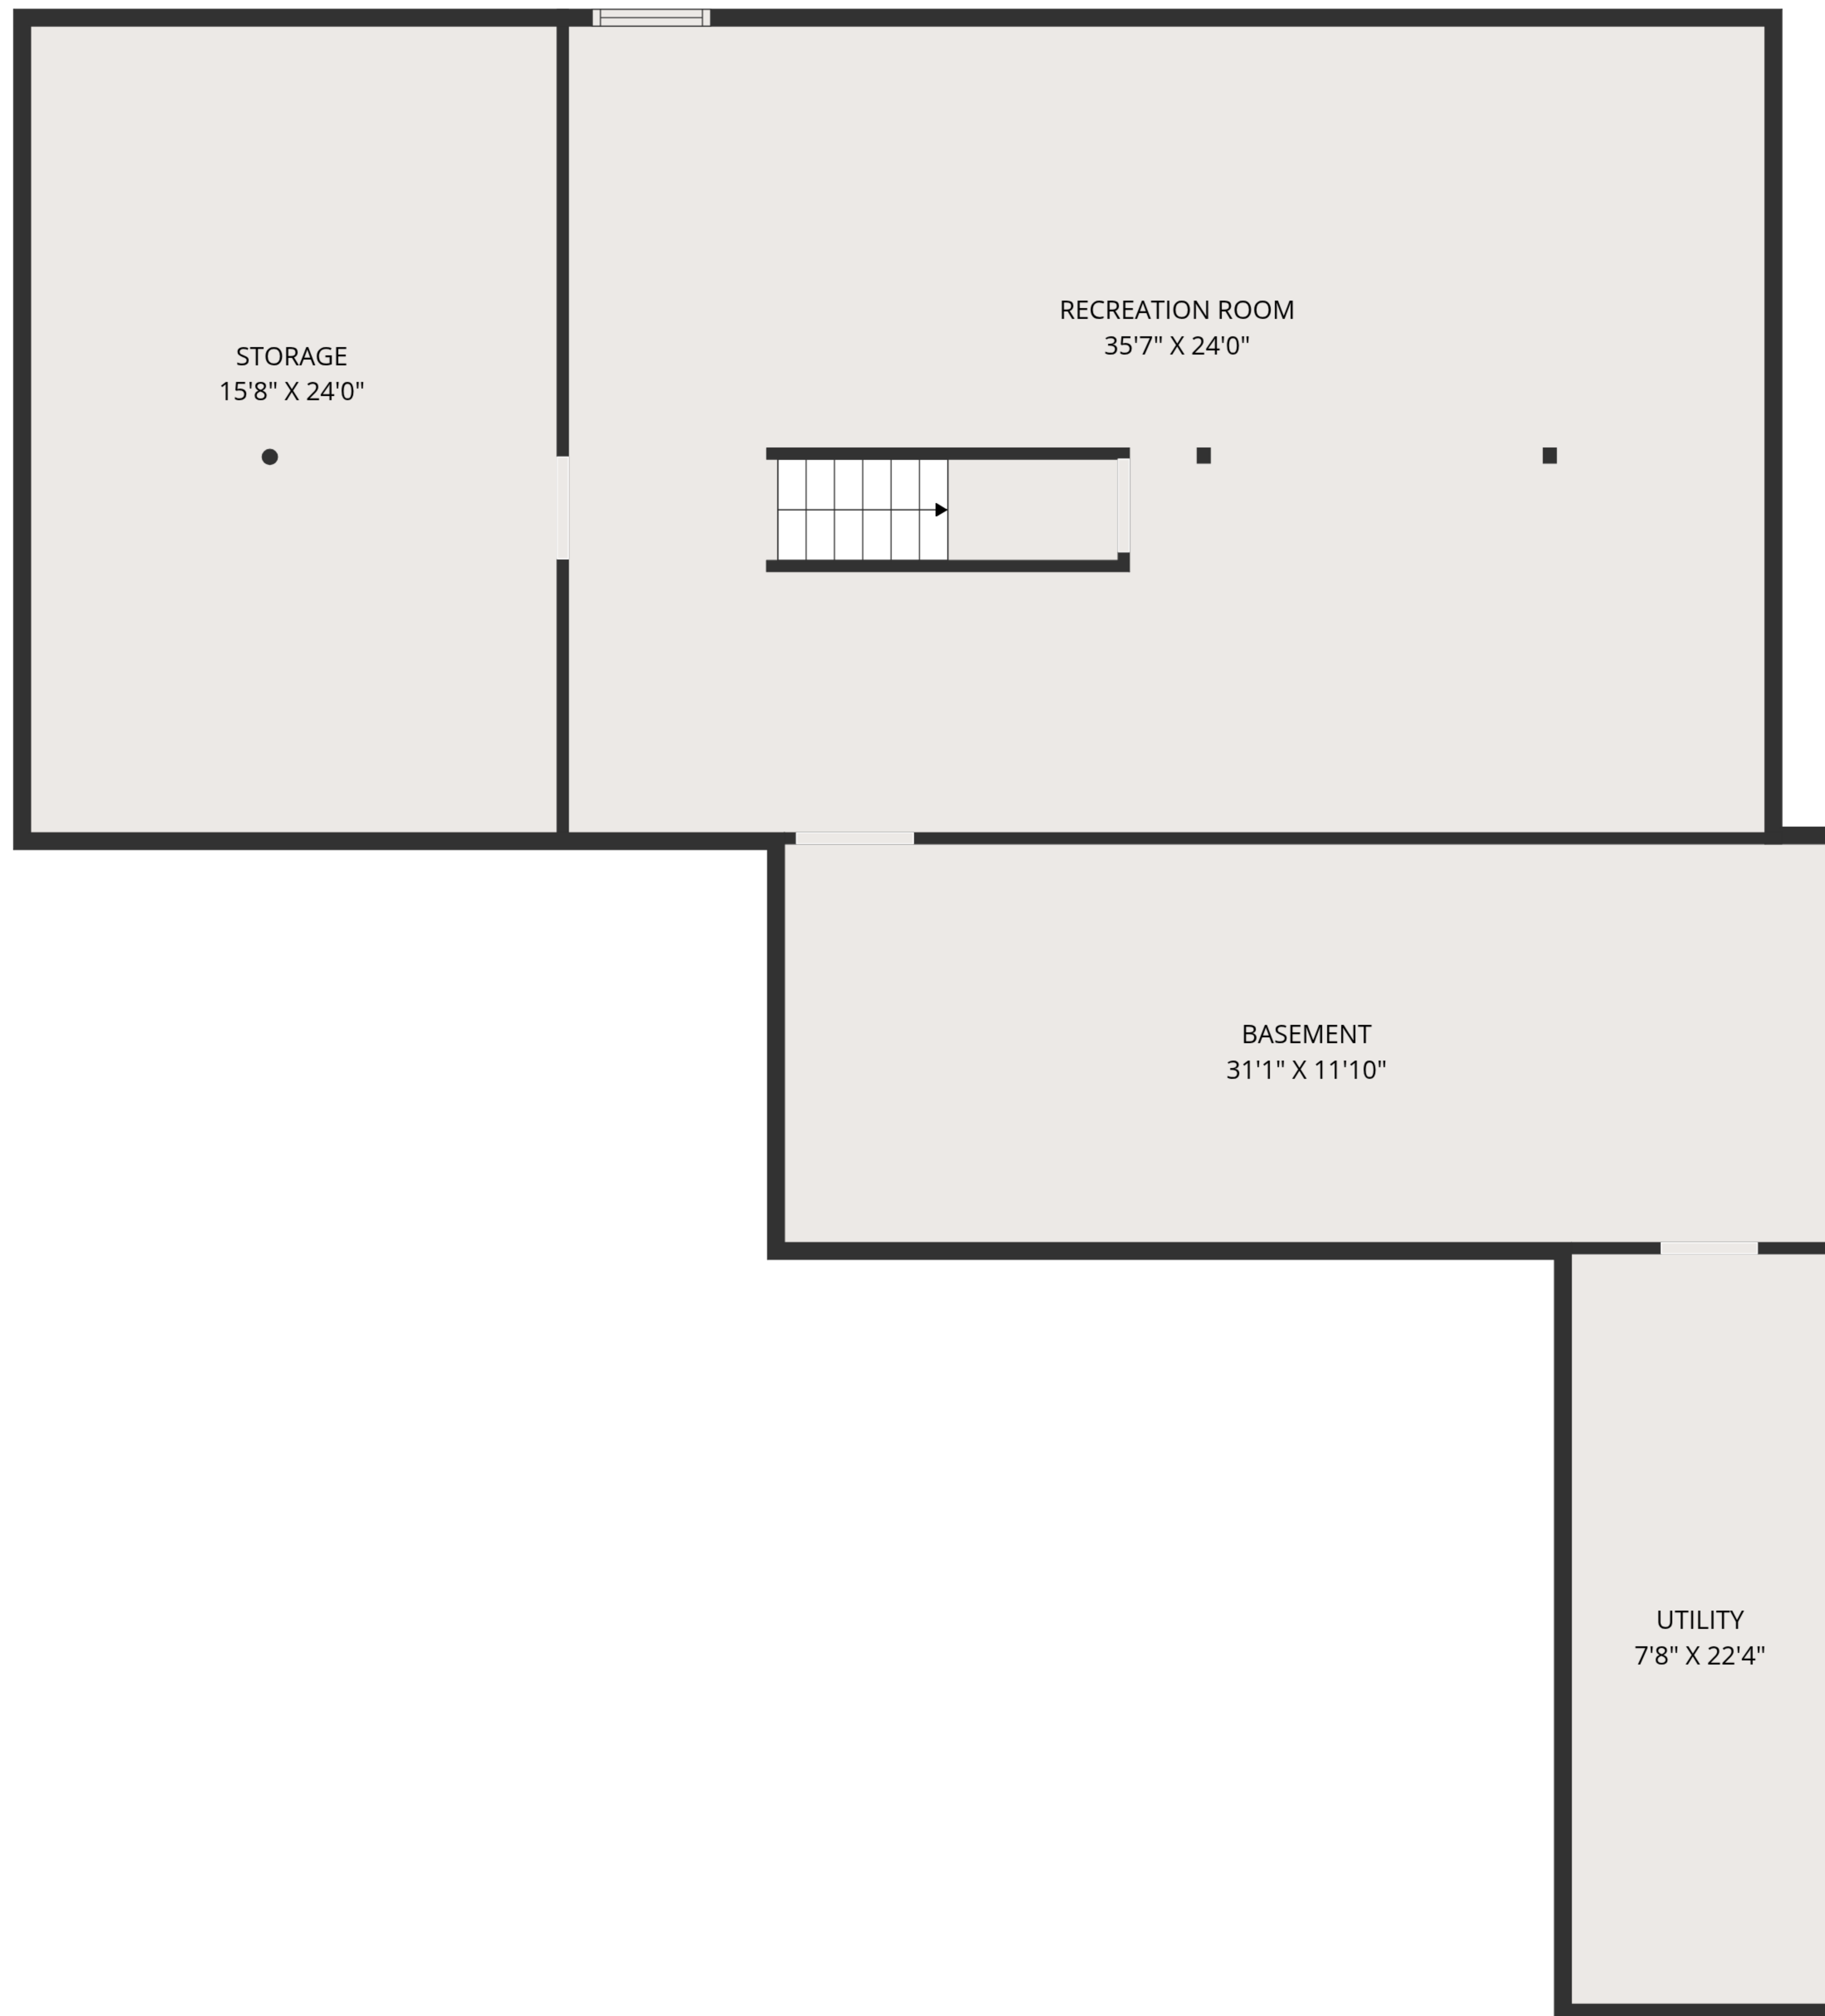 RECREATION ROOM
35'7" X 24'0"
STORAGE
15'8" X 24'0"
BASEMENT
31'1" X 11'10"
UTILITY
7'8" X 22'4"